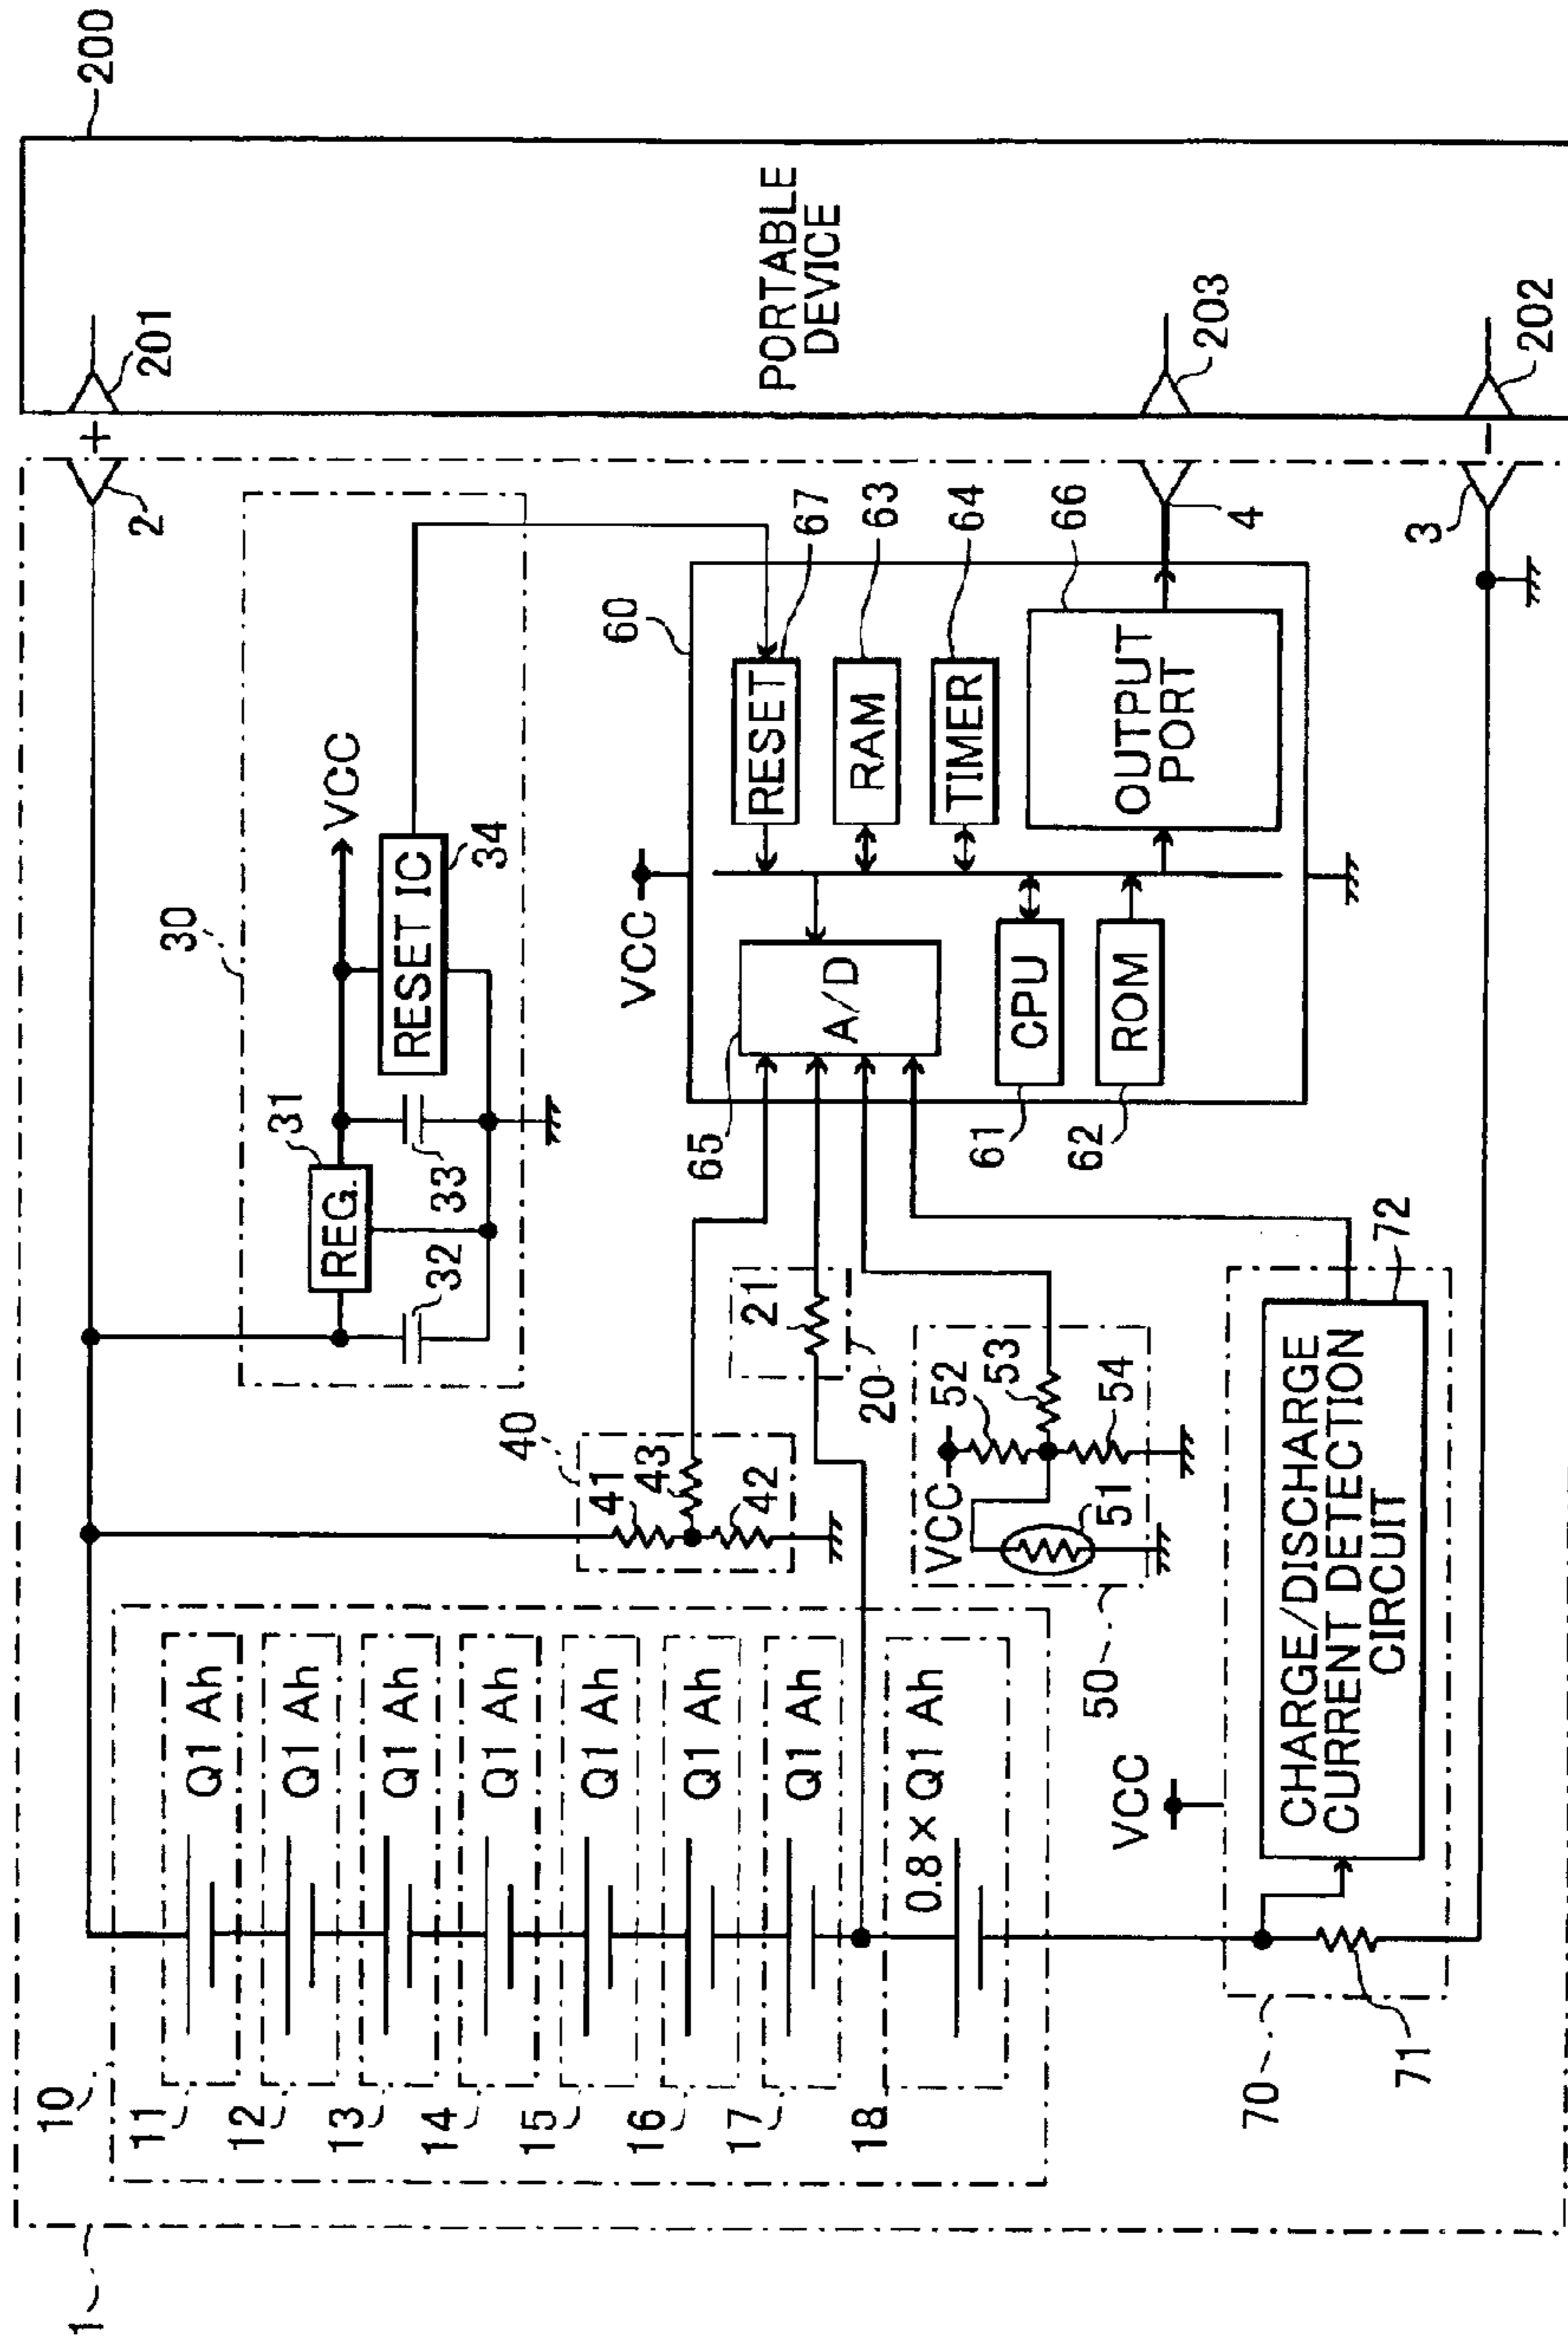 1
10
11
12
13
14
15
16
17
18
Q1 Ah
Q1 Ah
Q1 Ah
Q1 Ah
Q1 Ah
Q1 Ah
Q1 Ah
0.8 × Q1 Ah
2
+
201
200
PORTABLE
DEVICE
30
31
REG.
32
33
VCC
RESET IC
34
40
41
43
42
20
21
50
VCC
52
53
54
51
60
VCC
65
A/D
RESET
67
RAM
63
TIMER
64
CPU
61
ROM
62
OUTPUT
PORT
66
4
203
70
VCC
71
CHARGE/DISCHARGE
CURRENT DETECTION
CIRCUIT
72
3
−
202